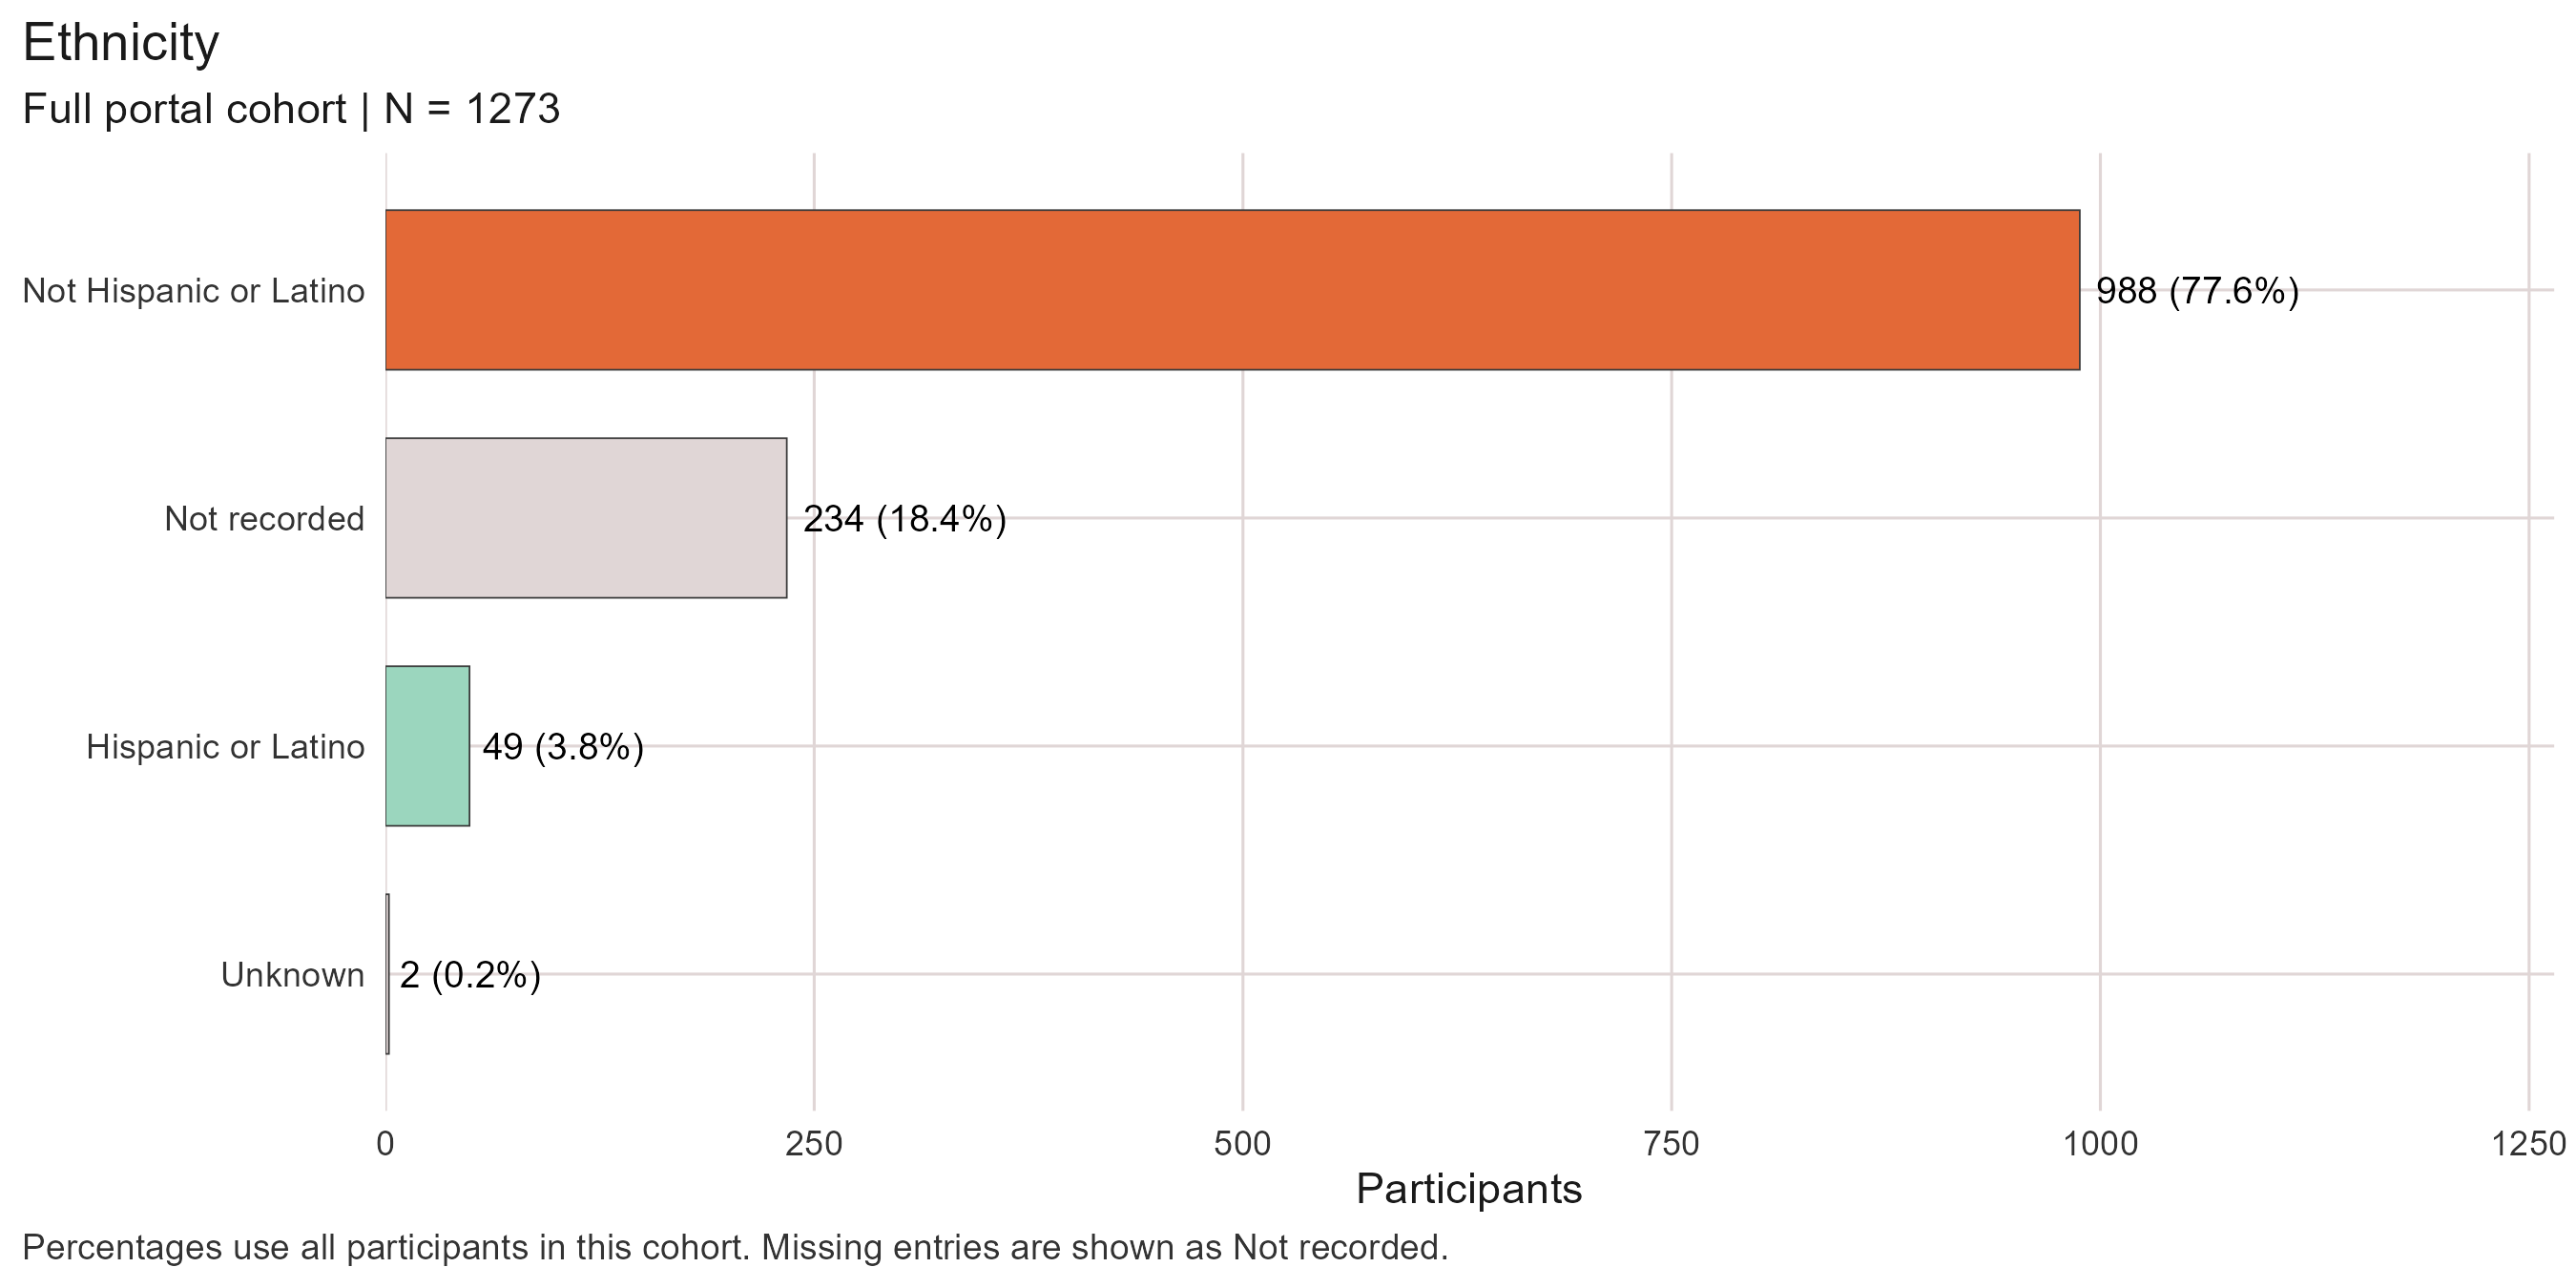 Ethnicity
Full portal cohort | N = 1273
Not Hispanic or Latino
988 (77.6%)
Not recorded
234 (18.4%)
Hispanic or Latino
49 (3.8%)
Unknown
2 (0.2%)
0 250 500 750 1000 1250
Participants
Percentages use all participants in this cohort. Missing entries are shown as Not recorded.